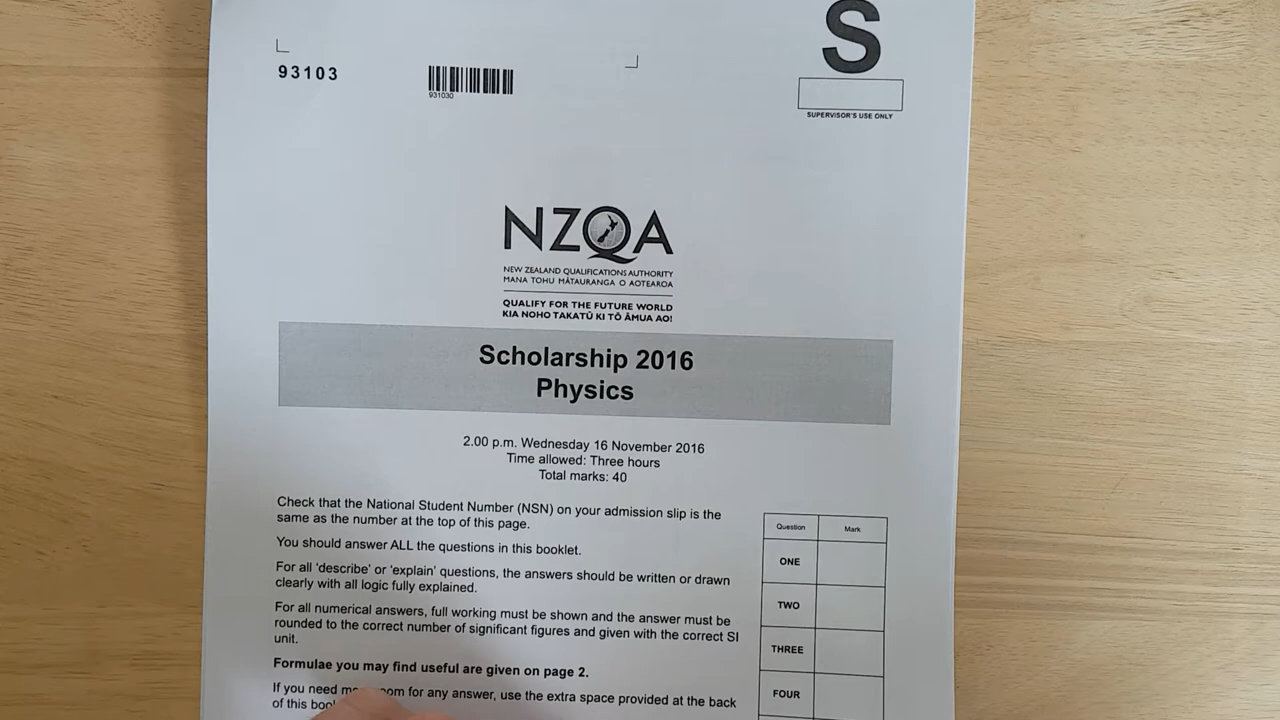 S
93103
931030
SUPERVISOR'S USE ONLY
NZQA
NEW ZEALAND QUALIFICATIONS AUTHORITY
MANA TOHU MĀTAURANGA O AOTEAROA
QUALIFY FOR THE FUTURE WORLD
KIA NOHO TAKATŪ KI TŌ ĀMUA AO!
Scholarship 2016
Physics
2.00 p.m. Wednesday 16 November 2016
Time allowed: Three hours
Total marks: 40
Check that the National Student Number (NSN) on your admission slip is the
same as the number at the top of this page.
You should answer ALL the questions in this booklet.
For all 'describe' or 'explain' questions, the answers should be written or drawn
clearly with all logic fully explained.
For all numerical answers, full working must be shown and the answer must be
rounded to the correct number of significant figures and given with the correct SI
unit.
Formulae you may find useful are given on page 2.
If you need for any answer, use the extra space provided at the back
of this
Question Mark
ONE
TWO
THREE
FOUR